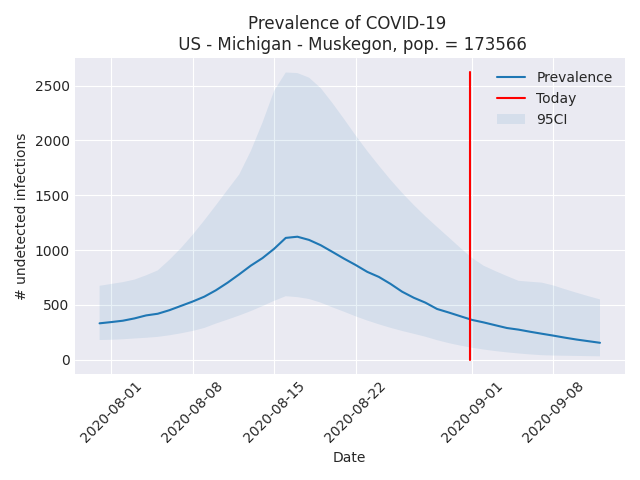 Prevalence of COVID-19
US - Michigan - Muskegon, pop. = 173566
Prevalence
Today
95CI
# undetected infections
2500
2000
1500
1000
500
0
2020-08-01
2020-08-08
2020-08-15
2020-08-22
2020-09-01
2020-09-08
Date